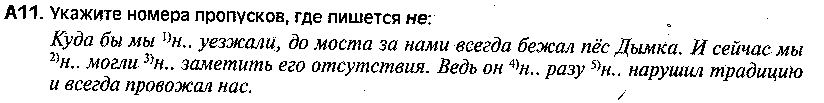 А11. Укажите номера пропусков, где пишется не:
Куда бы мы ¹⁾н.. уезжали, до моста за нами всегда бежал пёс Дымка. И сейчас мы
²⁾н.. могли ³⁾н.. заметить его отсутствия. Ведь он ⁴⁾н.. разу ⁵⁾н.. нарушил традицию
и всегда провожал нас.